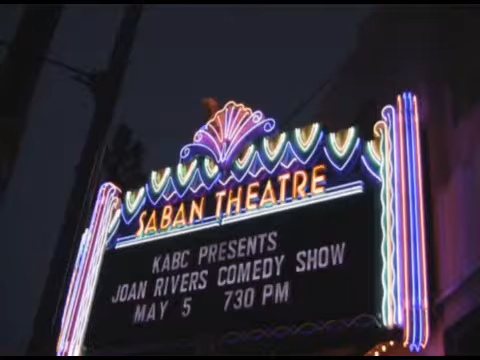 SABAN THEATRE
KABC PRESENTS
JOAN RIVERS COMEDY SHOW
MAY 5 730 PM